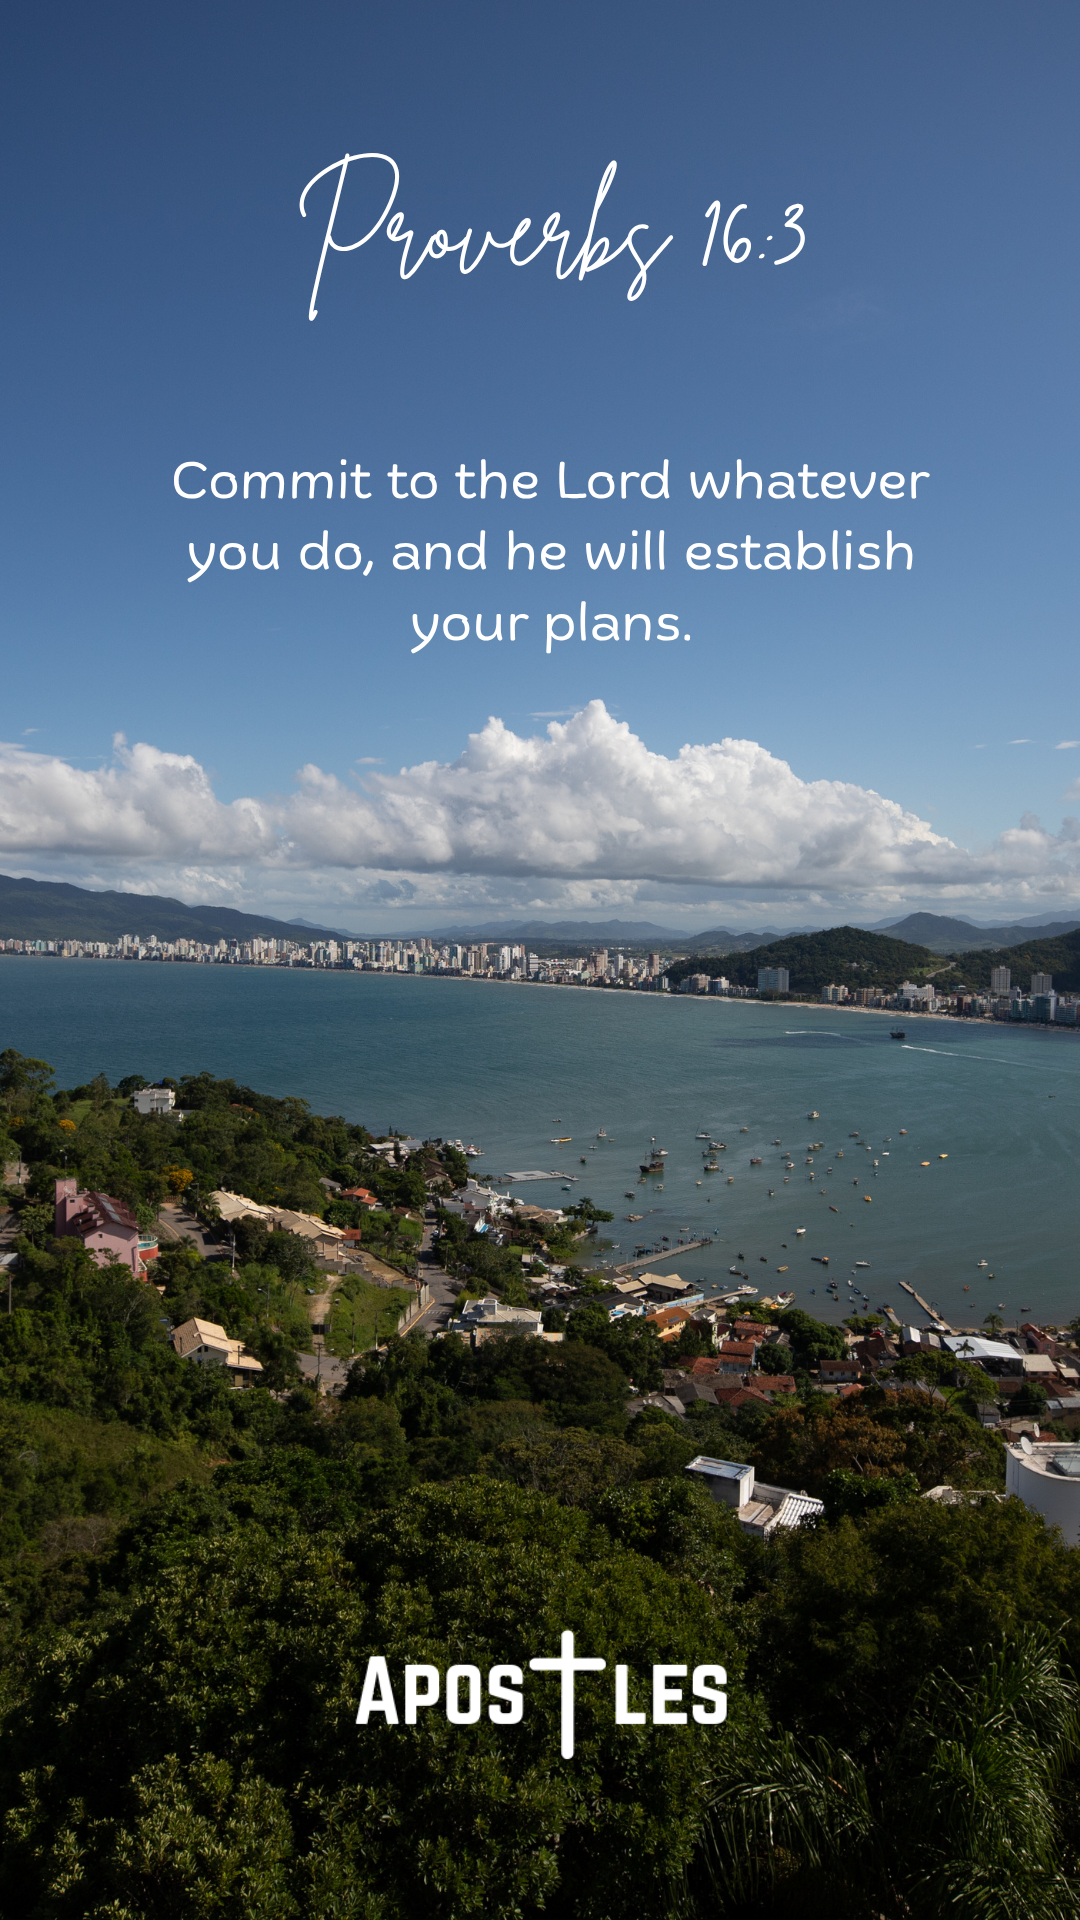 Proverbs 16:3
Commit to the Lord whatever
you do, and he will establish
your plans.
APOSTLES